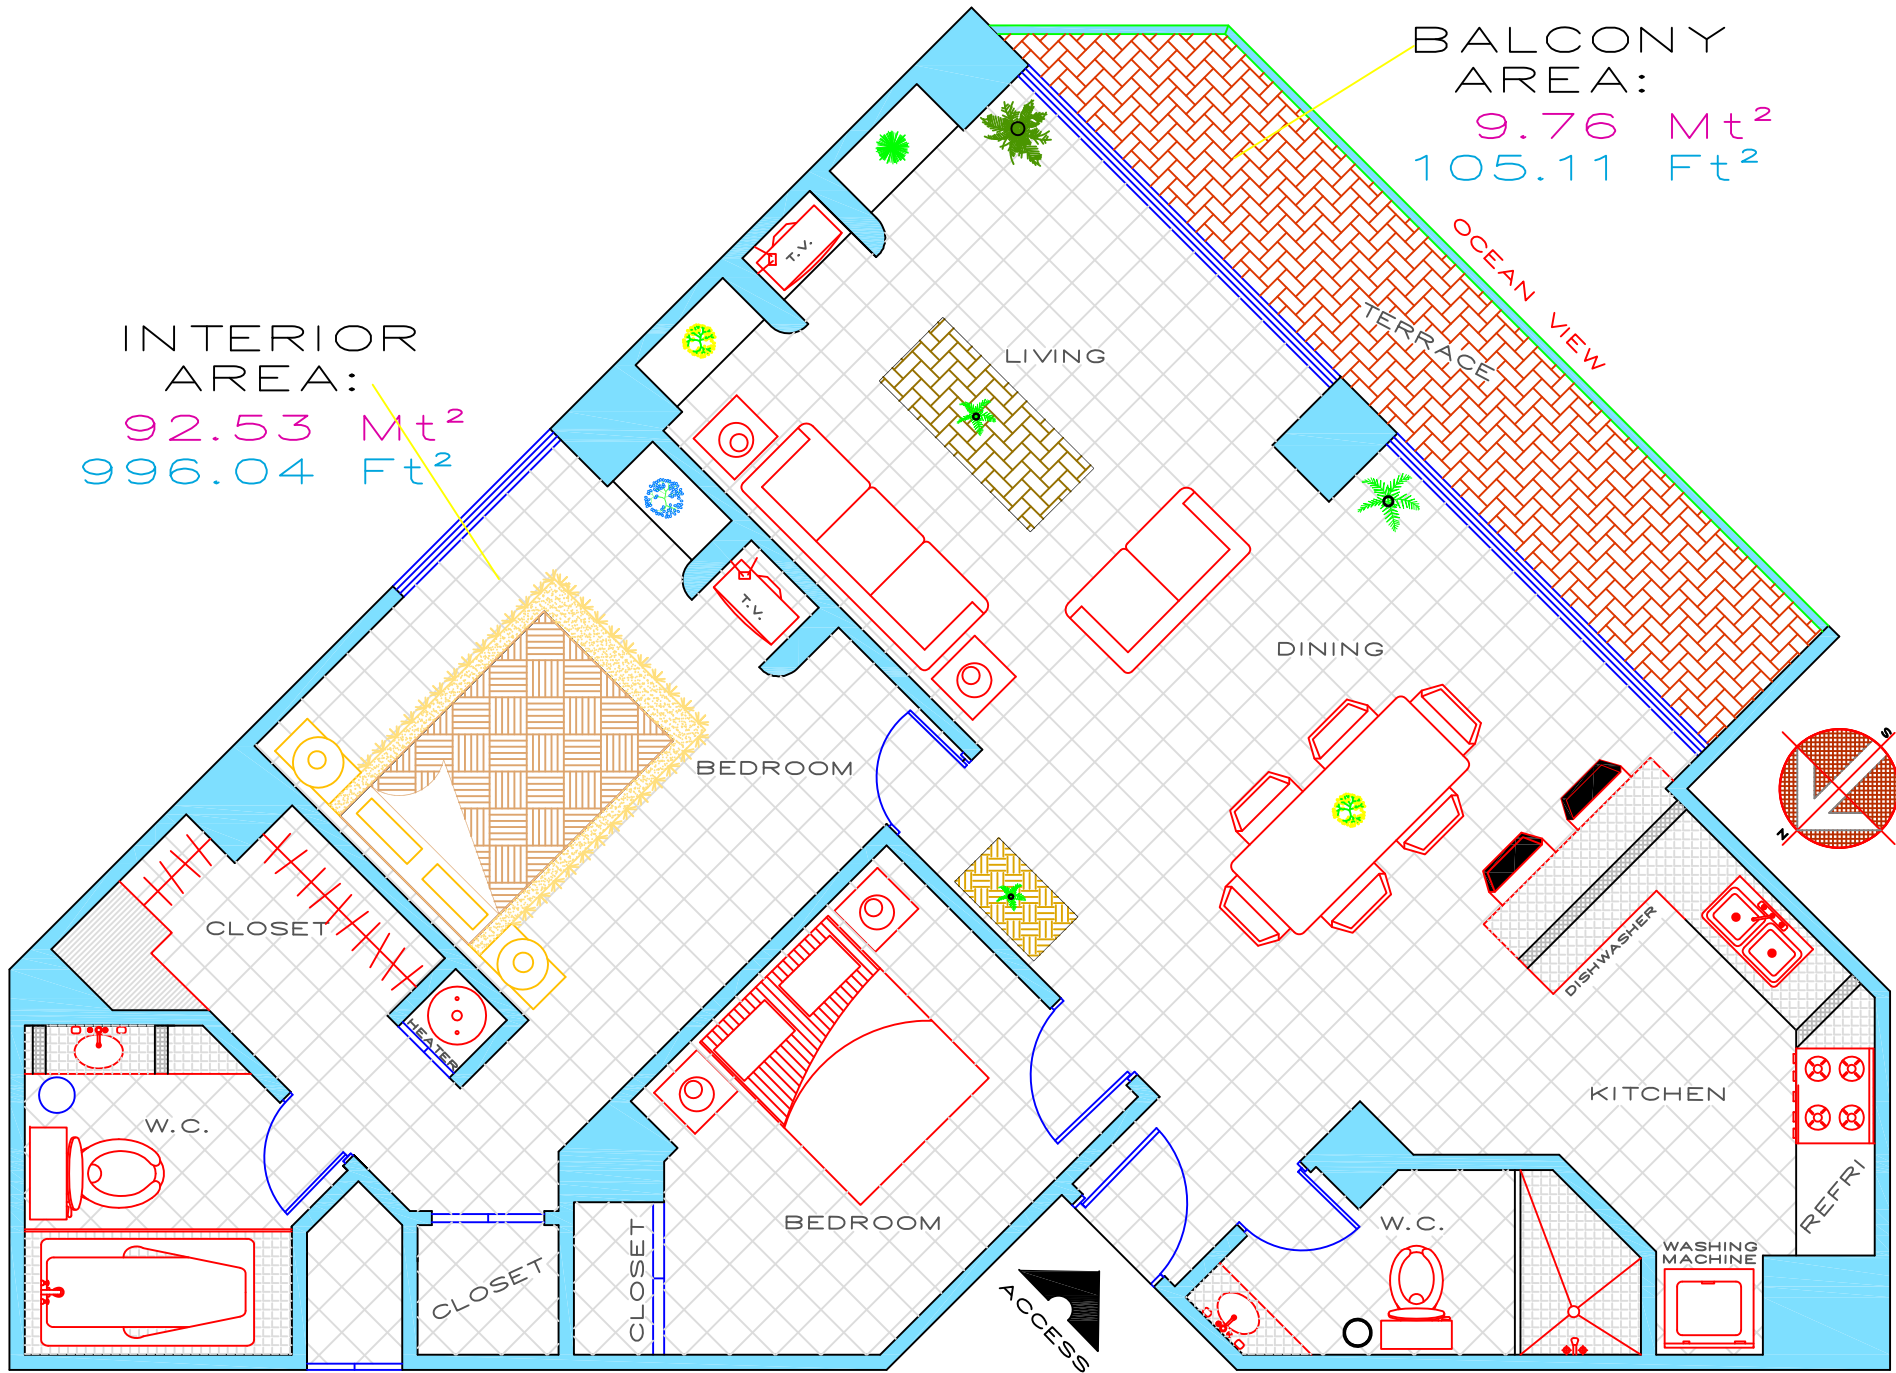 BALCONY
AREA:
9.76 Mt²
105.11 Ft²
OCEAN VIEW
TERRACE
T.V.
INTERIOR
AREA:
92.53 Mt²
996.04 Ft²
LIVING
T.V.
DINING
BEDROOM
S
N
CLOSET
DISHWASHER
HEATER
KITCHEN
W.C.
REFRI
BEDROOM
W.C.
CLOSET
CLOSET
WASHING
MACHINE
ACCESS